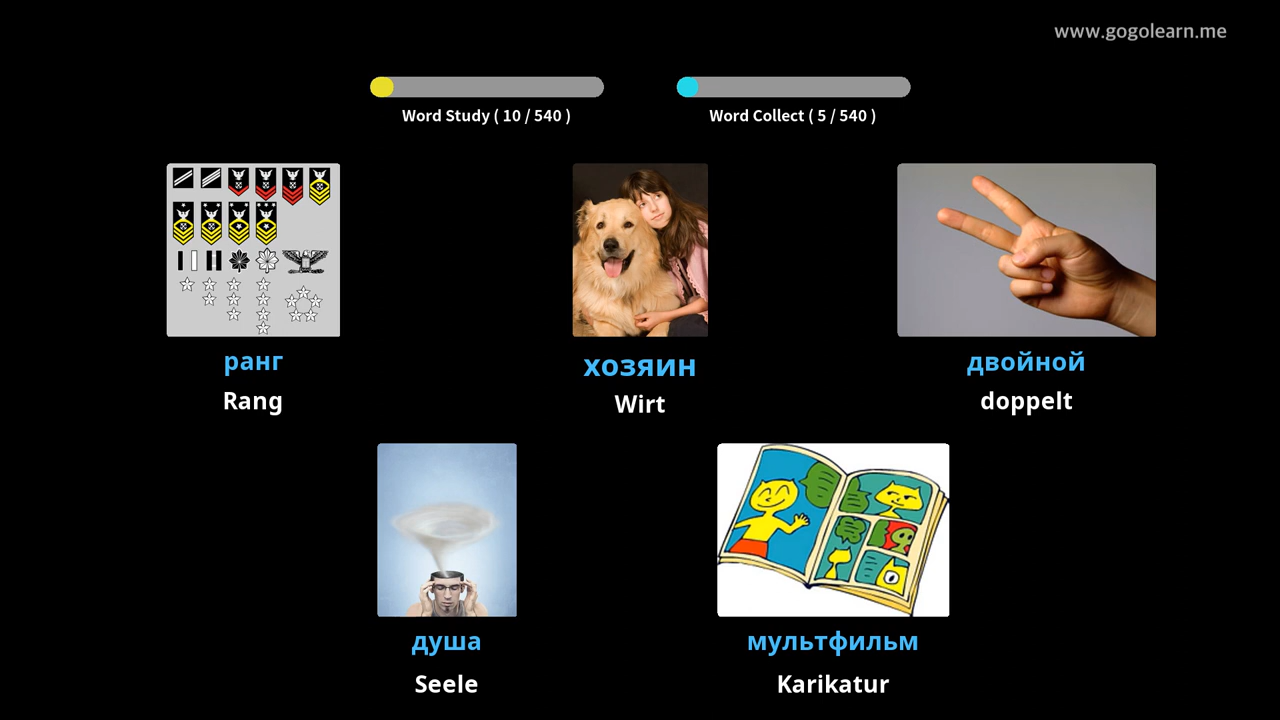 www.gogolearn.me
Word Study ( 10 / 540 )
Word Collect ( 5 / 540 )
ранг
Rang
хозяин
Wirt
двойной
doppelt
душа
Seele
мультфильм
Karikatur